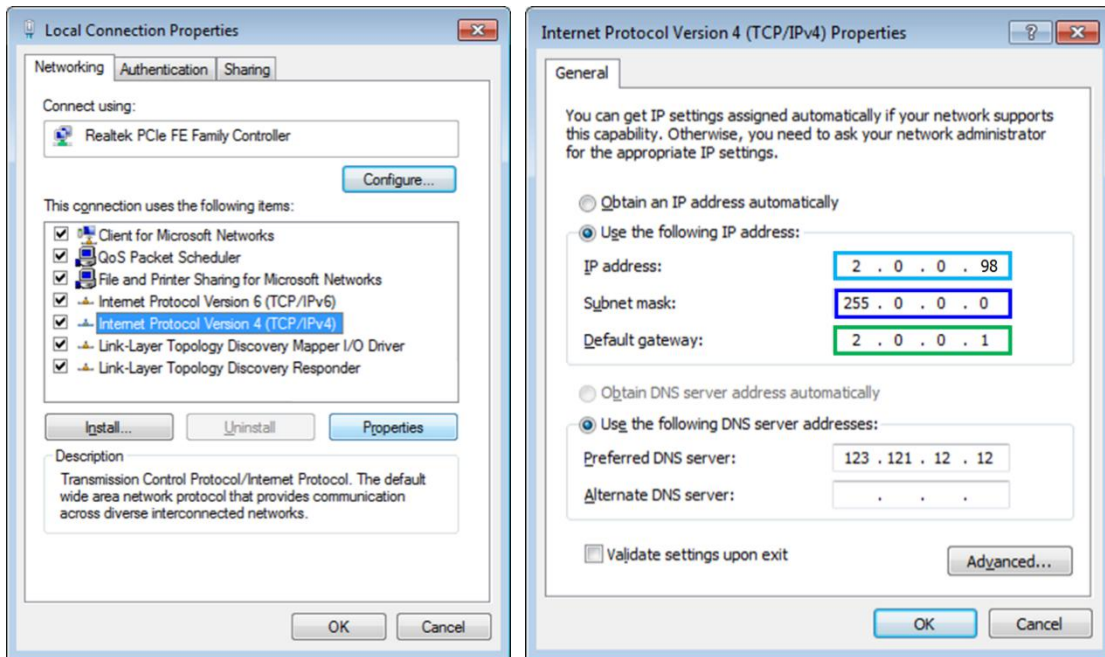 Local Connection Properties
Networking
Authentication
Sharing
Connect using:
Realtek PCIe FE Family Controller
Configure...
This connection uses the following items:
Client for Microsoft Networks
QoS Packet Scheduler
File and Printer Sharing for Microsoft Networks
Internet Protocol Version 6 (TCP/IPv6)
Internet Protocol Version 4 (TCP/IPv4)
Link-Layer Topology Discovery Mapper I/O Driver
Link-Layer Topology Discovery Responder
Install...
Uninstall
Properties
Description
Transmission Control Protocol/Internet Protocol. The default
wide area network protocol that provides communication
across diverse interconnected networks.
OK
Cancel
Internet Protocol Version 4 (TCP/IPv4) Properties
?
General
You can get IP settings assigned automatically if your network supports
this capability. Otherwise, you need to ask your network administrator
for the appropriate IP settings.
Obtain an IP address automatically
Use the following IP address:
IP address: 2 . 0 . 0 . 98
Subnet mask: 255 . 0 . 0 . 0
Default gateway: 2 . 0 . 0 . 1
Obtain DNS server address automatically
Use the following DNS server addresses:
Preferred DNS server: 123 . 121 . 12 . 12
Alternate DNS server: . . .
Validate settings upon exit
Advanced...
OK
Cancel